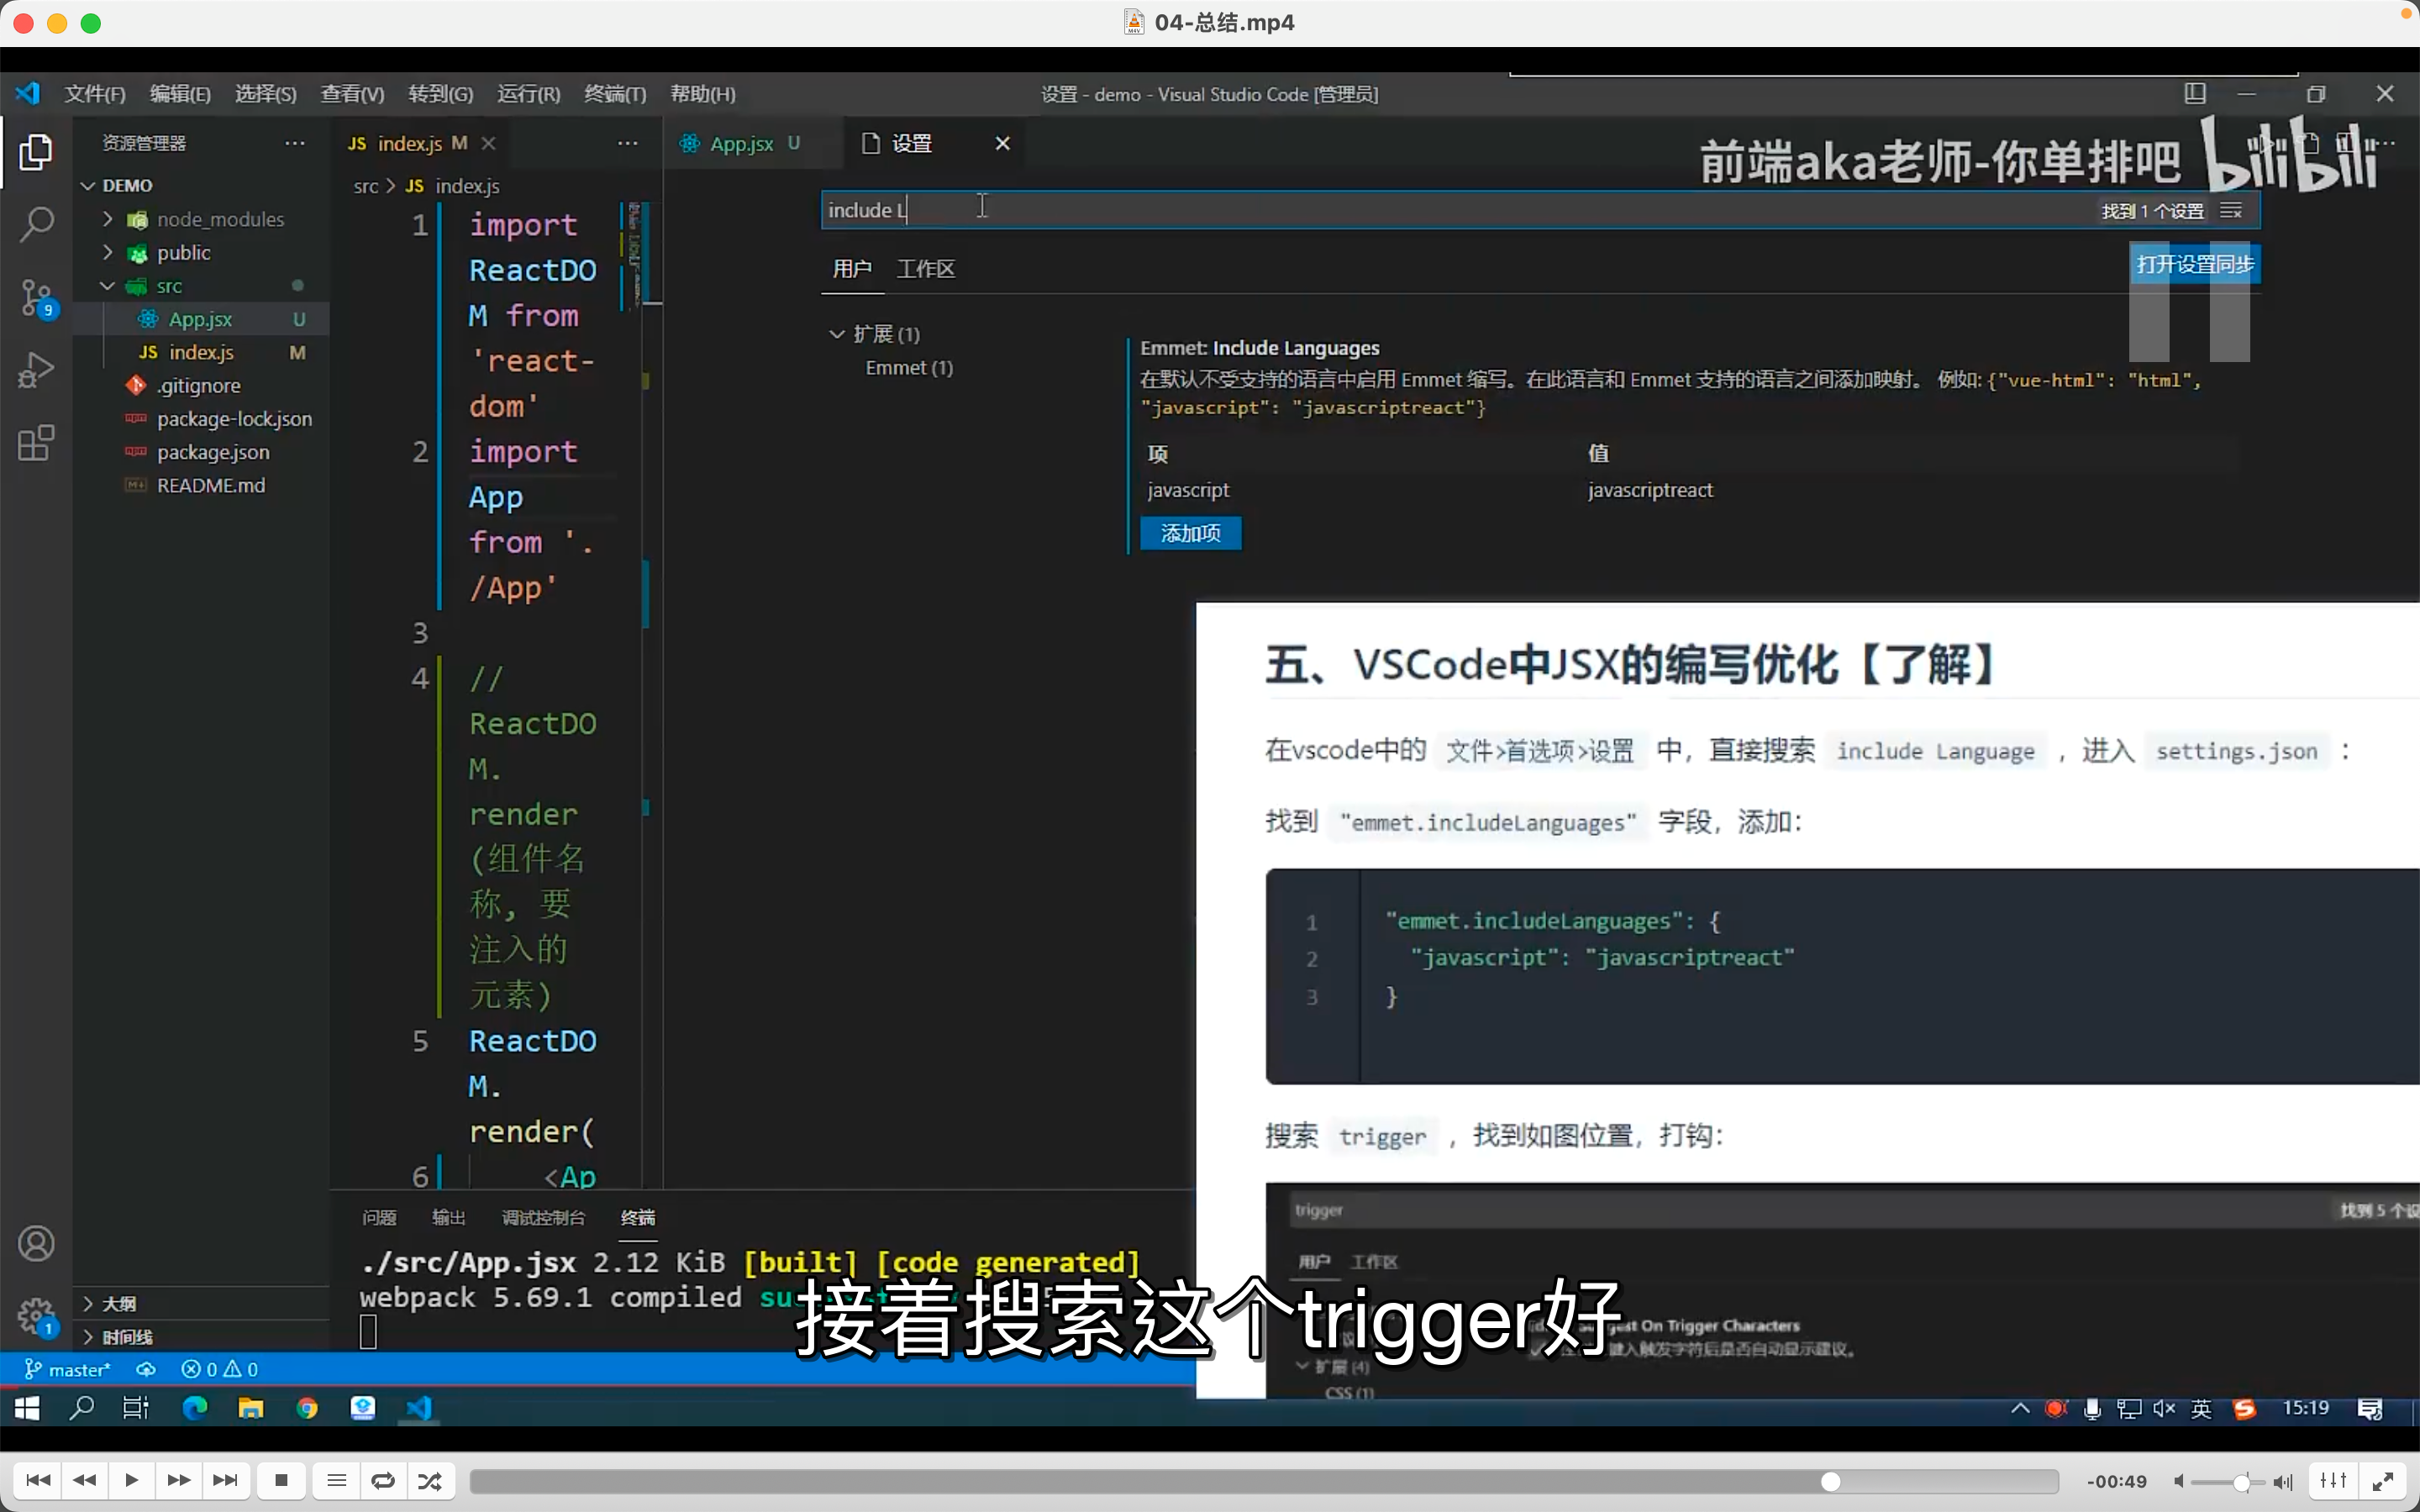 04-总结.mp4
文件(F) 编辑(E) 选择(S) 查看(V) 转到(G) 运行(R) 终端(T) 帮助(H)
设置 - demo - Visual Studio Code [管理员]
资源管理器
DEMO
node_modules
public
src
App.jsx U
index.js M
.gitignore
package-lock.json
package.json
README.md
大纲
时间线
JS index.js M
src > JS index.js
1 import
ReactDO
M from
'react-
dom'
2 import
App
from '.
/App'
3
4 //
ReactDO
M.
render
(组件名
称, 要
注入的
元素)
5 ReactDO
M.
render(
6 <Ap
App.jsx U
设置
前端aka老师-你单排吧 bilibili
include L
找到 1 个设置
用户 工作区
打开设置同步
扩展 (1)
Emmet (1)
Emmet: Include Languages
在默认不受支持的语言中启用 Emmet 缩写。在此语言和 Emmet 支持的语言之间添加映射。 例如: {"vue-html": "html",
"javascript": "javascriptreact"}
项 值
javascript javascriptreact
添加项
五、VSCode中JSX的编写优化【了解】
在vscode中的 文件>首选项>设置 中，直接搜索 include Language ，进入 settings.json ：
找到 "emmet.includeLanguages" 字段，添加：
1 "emmet.includeLanguages": {
2 "javascript": "javascriptreact"
3 }
搜索 trigger ，找到如图位置，打钩：
trigger
找到 5 个设
用户 工作区
gest On Trigger Characters
键入触发字符后是否自动显示建议。
扩展 (4)
CSS (1)
问题 输出 调试控制台 终端
./src/App.jsx 2.12 KiB [built] [code generated]
webpack 5.69.1 compiled su
接着搜索这个trigger好
9
1
master*
0 0
英
15:19
-00:49